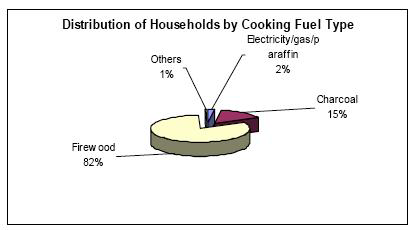 Distribution of Households by Cooking Fuel Type
Electricity/gas/p
araffin
2%
Others
1%
Charcoal
15%
Firew ood
82%